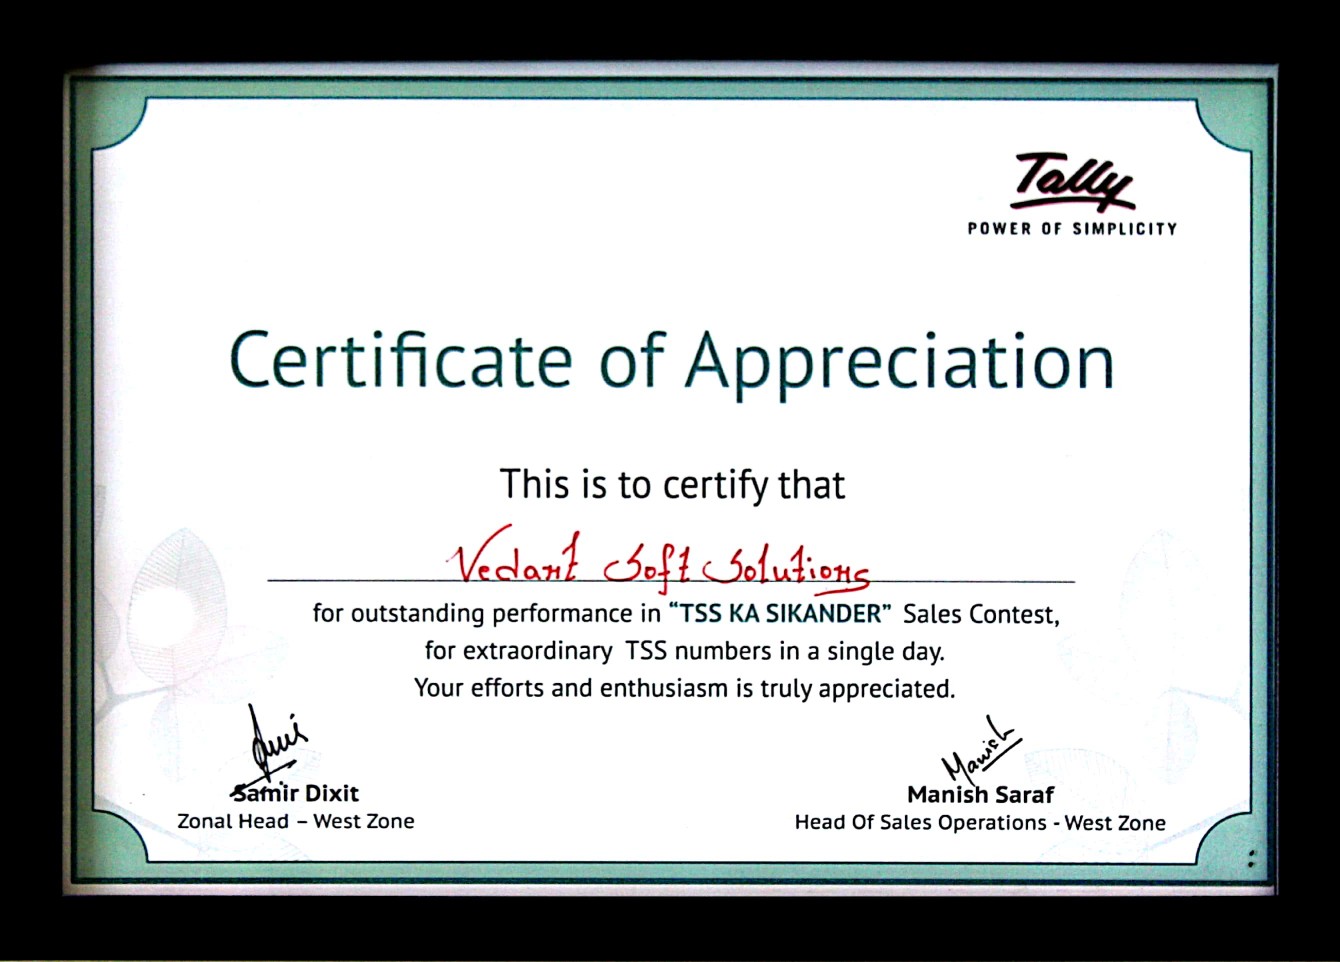 Tally
POWER OF SIMPLICITY
Certificate of Appreciation
This is to certify that
Vedant Soft Solutions
for outstanding performance in “TSS KA SIKANDER” Sales Contest,
for extraordinary TSS numbers in a single day.
Your efforts and enthusiasm is truly appreciated.
Manish
Samir Dixit
Zonal Head – West Zone
Manish Saraf
Head Of Sales Operations - West Zone